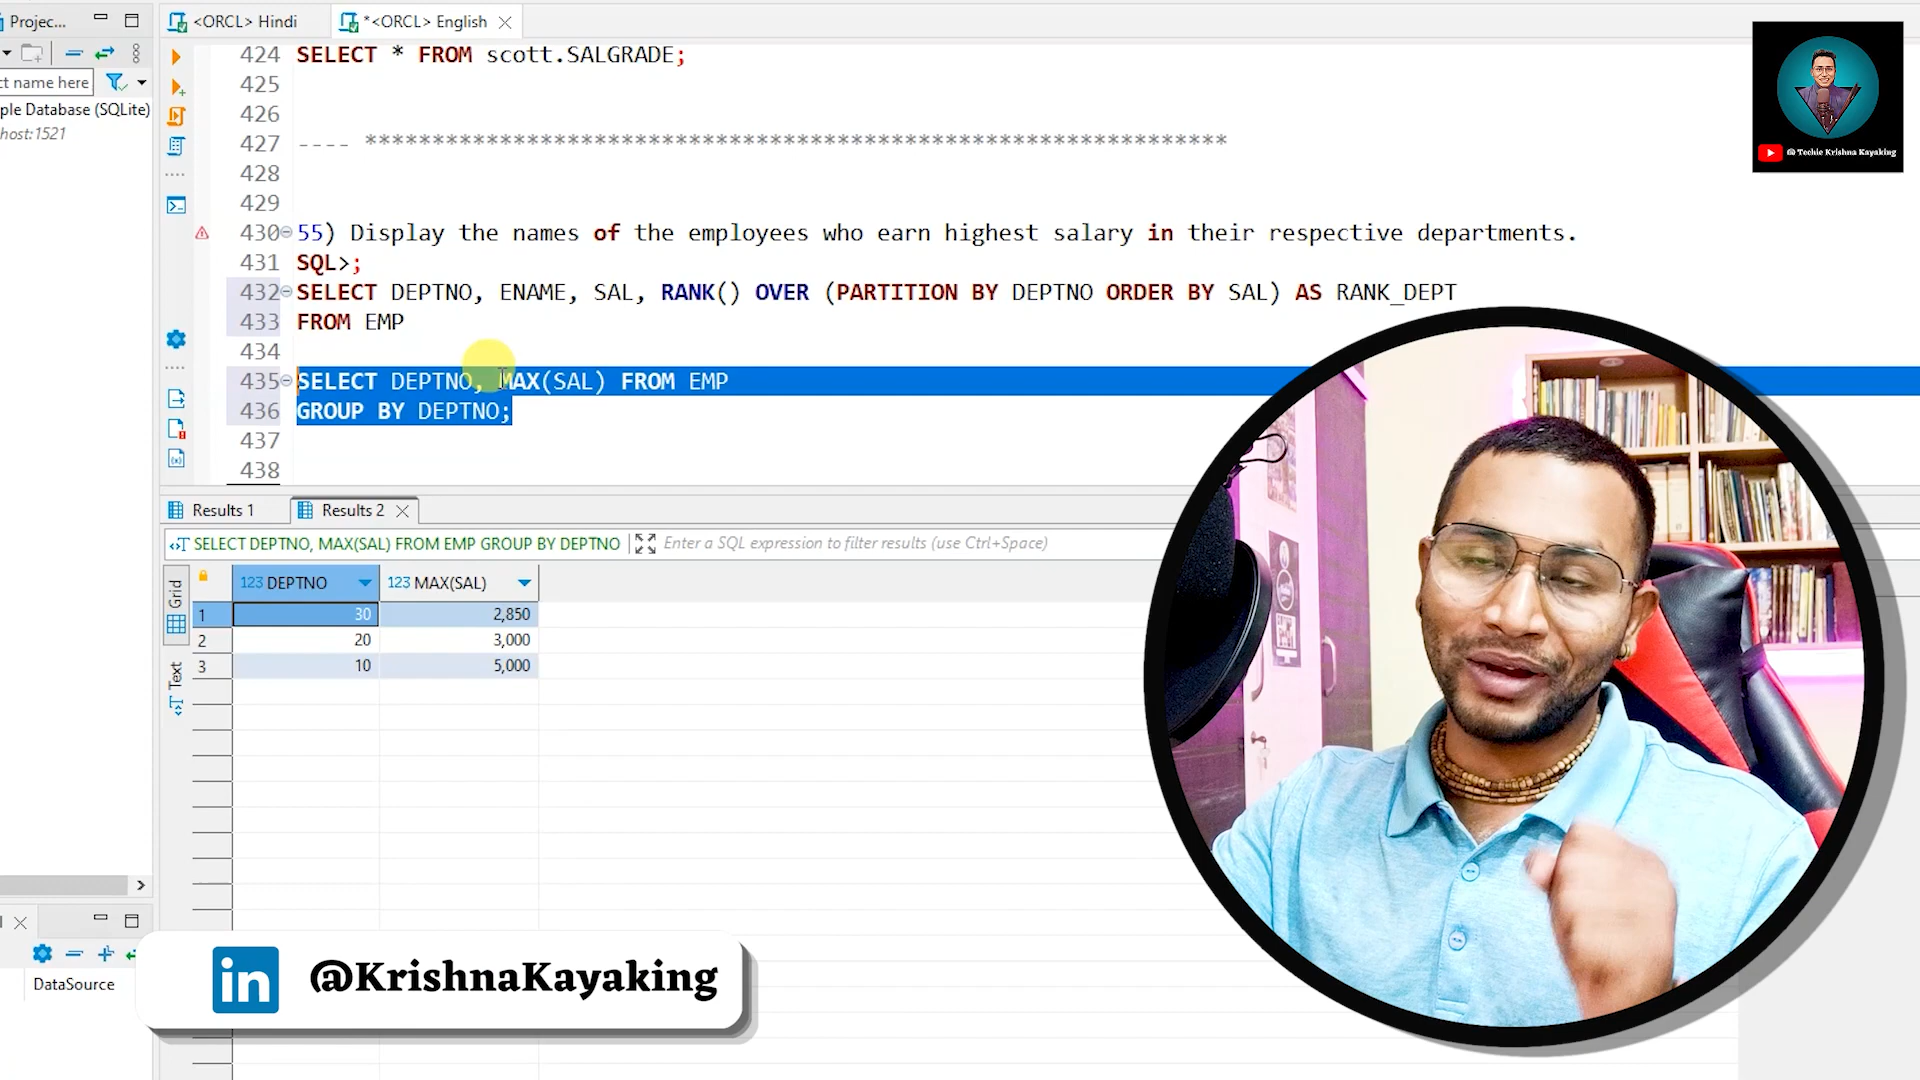 Projec...
<ORCL> Hindi
*<ORCL> English
ct name here
ple Database (SQLite)
host:1521
424 SELECT * FROM scott.SALGRADE;
425
426
427 ---- ****************************************************************
428
429
430 55) Display the names of the employees who earn highest salary in their respective departments.
431 SQL>;
432 SELECT DEPTNO, ENAME, SAL, RANK() OVER (PARTITION BY DEPTNO ORDER BY SAL) AS RANK_DEPT
433 FROM EMP
434
435 SELECT DEPTNO, MAX(SAL) FROM EMP
436 GROUP BY DEPTNO;
437
438
@ Techie Krishna Kayaking
Results 1
Results 2
SELECT DEPTNO, MAX(SAL) FROM EMP GROUP BY DEPTNO
Enter a SQL expression to filter results (use Ctrl+Space)
Grid
Text
123 DEPTNO 123 MAX(SAL)
1 30 2,850
2 20 3,000
3 10 5,000
DataSource
in @KrishnaKayaking